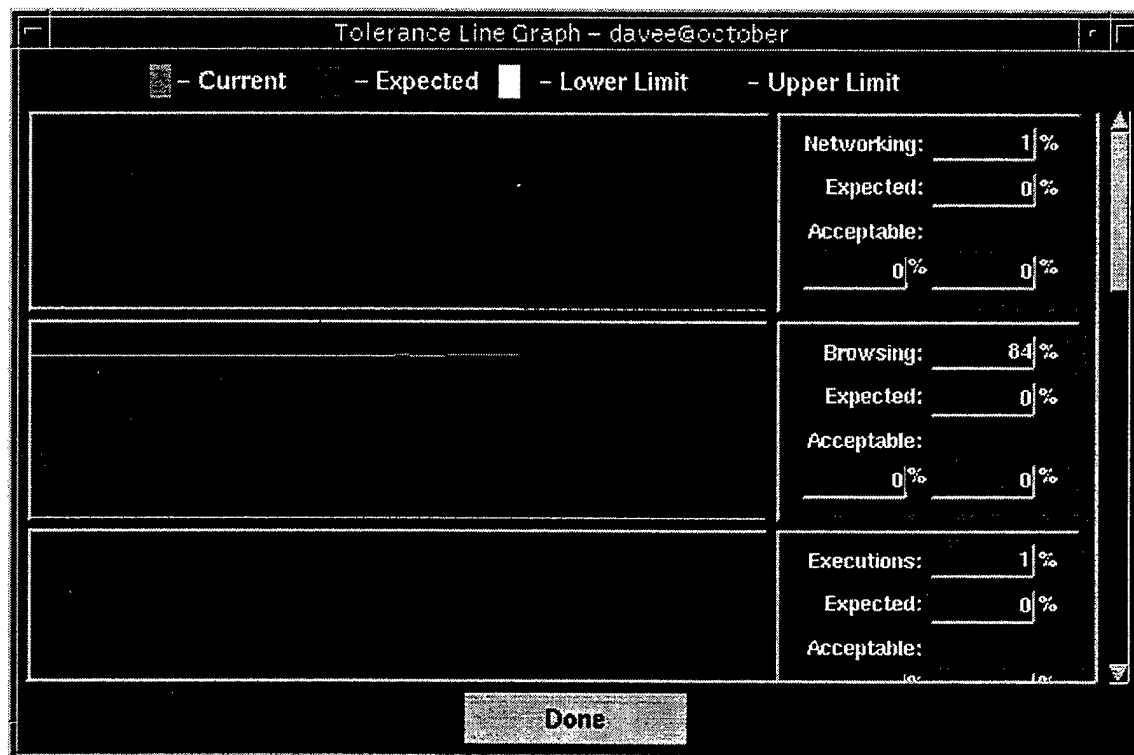 Tolerance Line Graph – davee@october
– Current – Expected – Lower Limit – Upper Limit
Networking: 1 %
Expected: 0 %
Acceptable:
0 % 0 %
Browsing: 84 %
Expected: 0 %
Acceptable:
0 % 0 %
Executions: 1 %
Expected: 0 %
Acceptable:
% %
Done